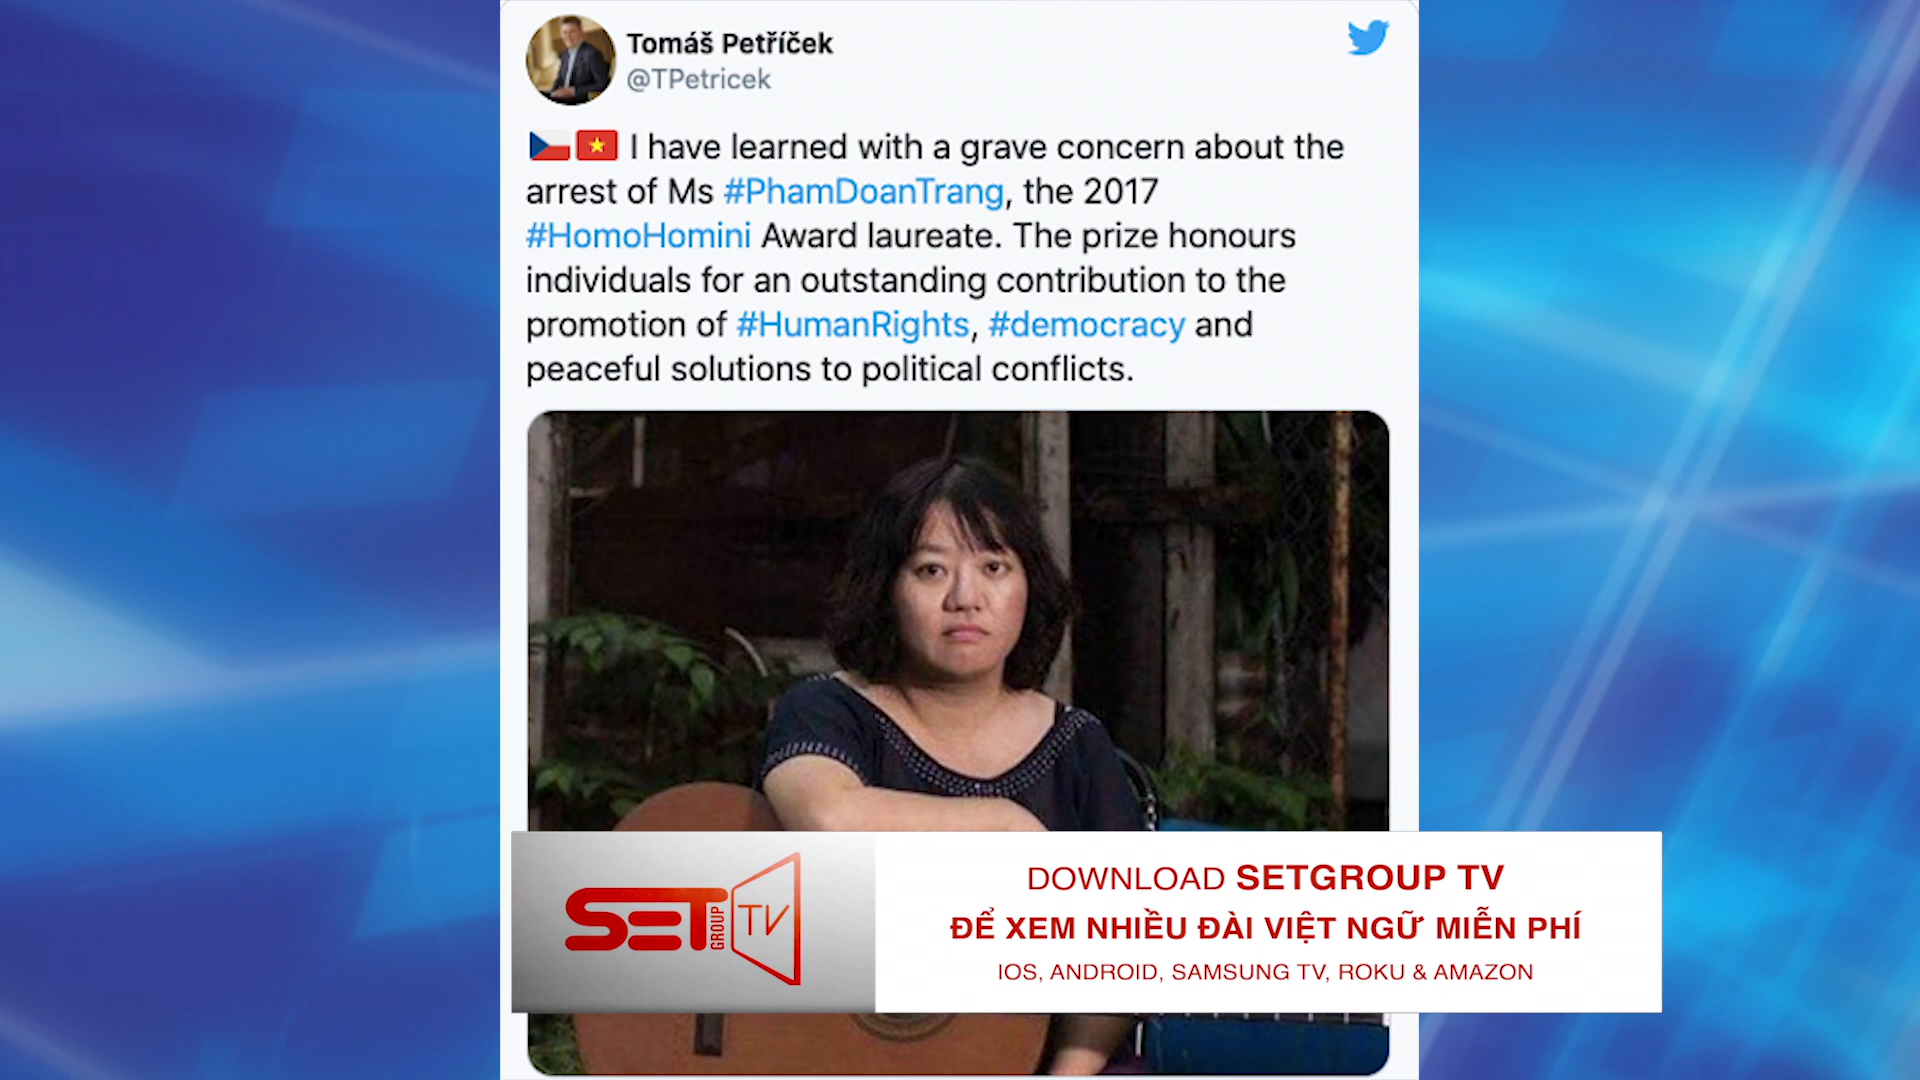 Tomáš Petříček
@TPetricek
🇨🇿🇻🇳 I have learned with a grave concern about the
arrest of Ms #PhamDoanTrang, the 2017
#HomoHomini Award laureate. The prize honours
individuals for an outstanding contribution to the
promotion of #HumanRights, #democracy and
peaceful solutions to political conflicts.
SET GROUP TV
DOWNLOAD SETGROUP TV
ĐỂ XEM NHIỀU ĐÀI VIỆT NGỮ MIỄN PHÍ
IOS, ANDROID, SAMSUNG TV, ROKU & AMAZON